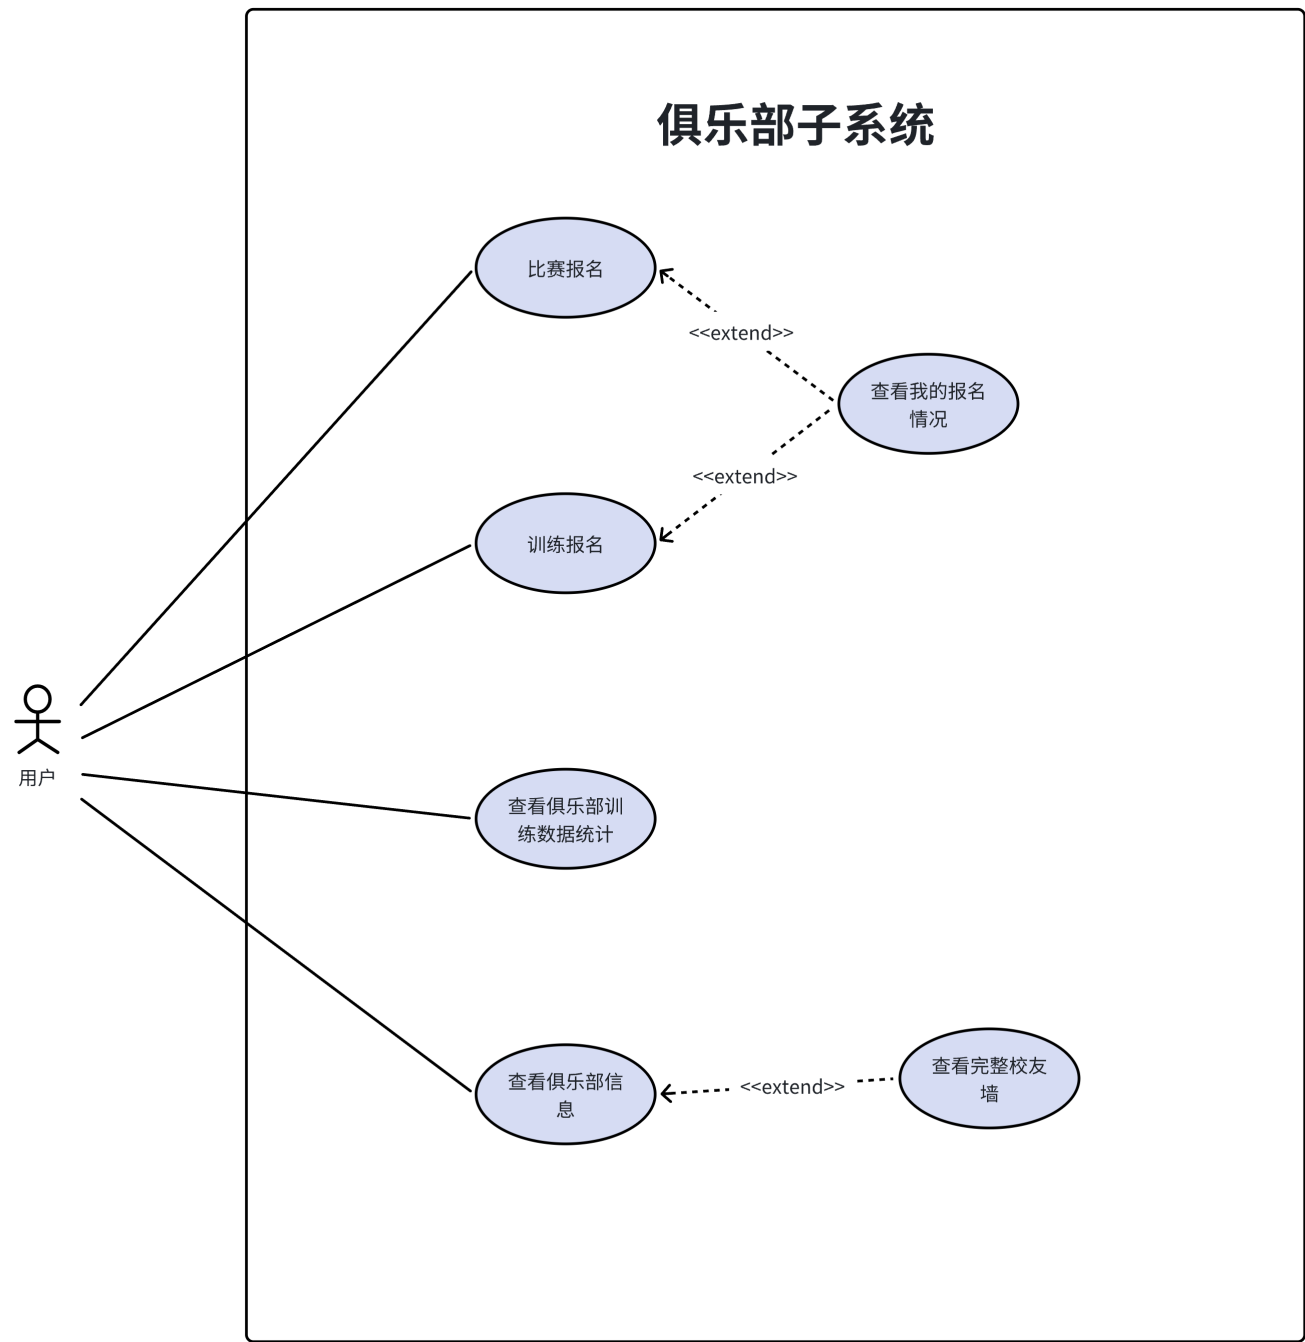 俱乐部子系统
比赛报名
<<extend>>
查看我的报名
情况
<<extend>>
训练报名
用户
查看俱乐部训
练数据统计
查看俱乐部信
息
<<extend>>
查看完整校友
墙